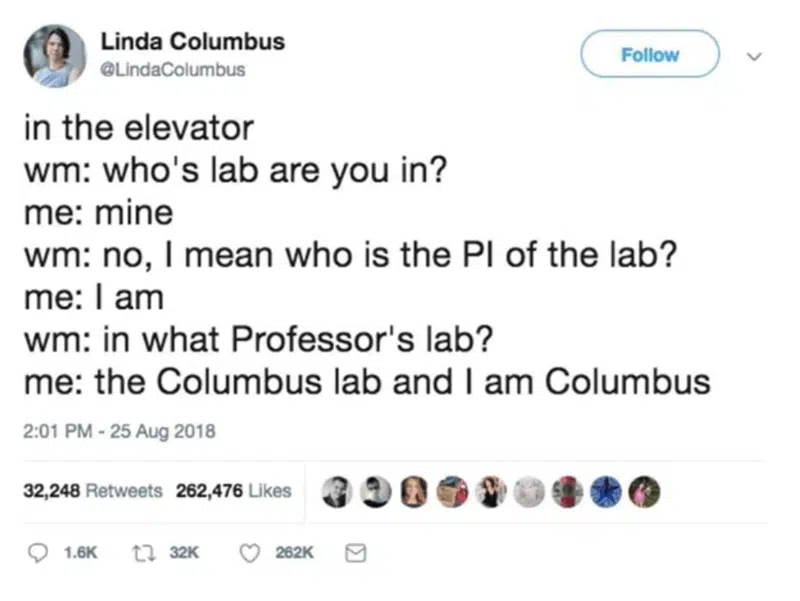 Linda Columbus
@LindaColumbus
Follow
in the elevator
wm: who's lab are you in?
me: mine
wm: no, I mean who is the PI of the lab?
me: I am
wm: in what Professor's lab?
me: the Columbus lab and I am Columbus
2:01 PM - 25 Aug 2018
32,248 Retweets 262,476 Likes
1.6K 32K 262K